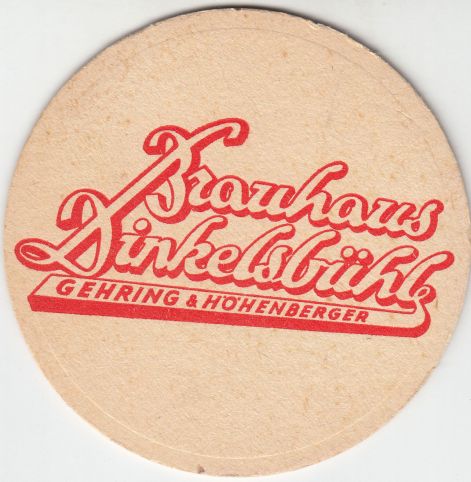 Brauhaus
Dinkelsbühl
GEHRING & HÖHENBERGER